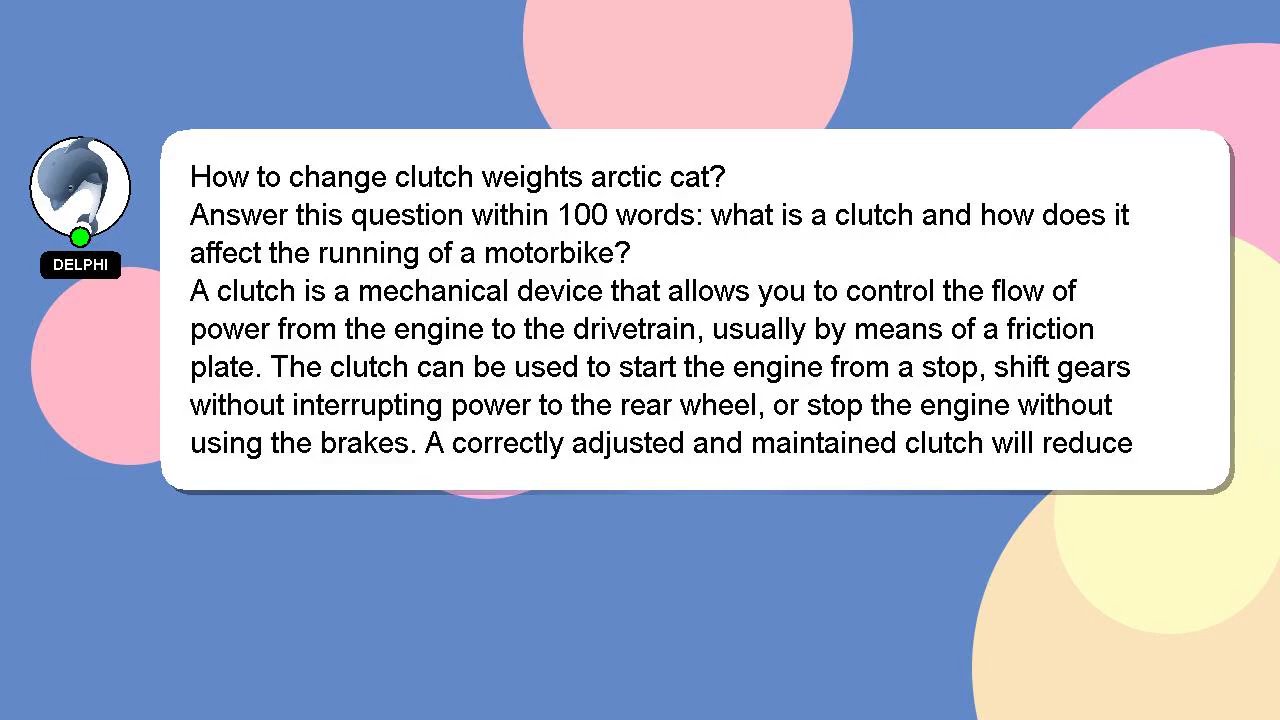 How to change clutch weights arctic cat?
Answer this question within 100 words: what is a clutch and how does it
affect the running of a motorbike?
A clutch is a mechanical device that allows you to control the flow of
power from the engine to the drivetrain, usually by means of a friction
plate. The clutch can be used to start the engine from a stop, shift gears
without interrupting power to the rear wheel, or stop the engine without
using the brakes. A correctly adjusted and maintained clutch will reduce
DELPHI